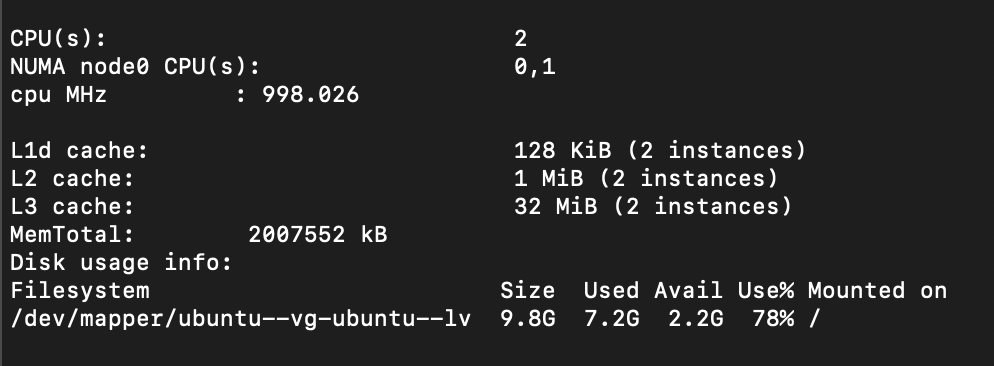 CPU(s): 2
NUMA node0 CPU(s): 0,1
cpu MHz : 998.026
L1d cache: 128 KiB (2 instances)
L2 cache: 1 MiB (2 instances)
L3 cache: 32 MiB (2 instances)
MemTotal: 2007552 kB
Disk usage info:
Filesystem Size Used Avail Use% Mounted on
/dev/mapper/ubuntu--vg-ubuntu--lv 9.8G 7.2G 2.2G 78% /